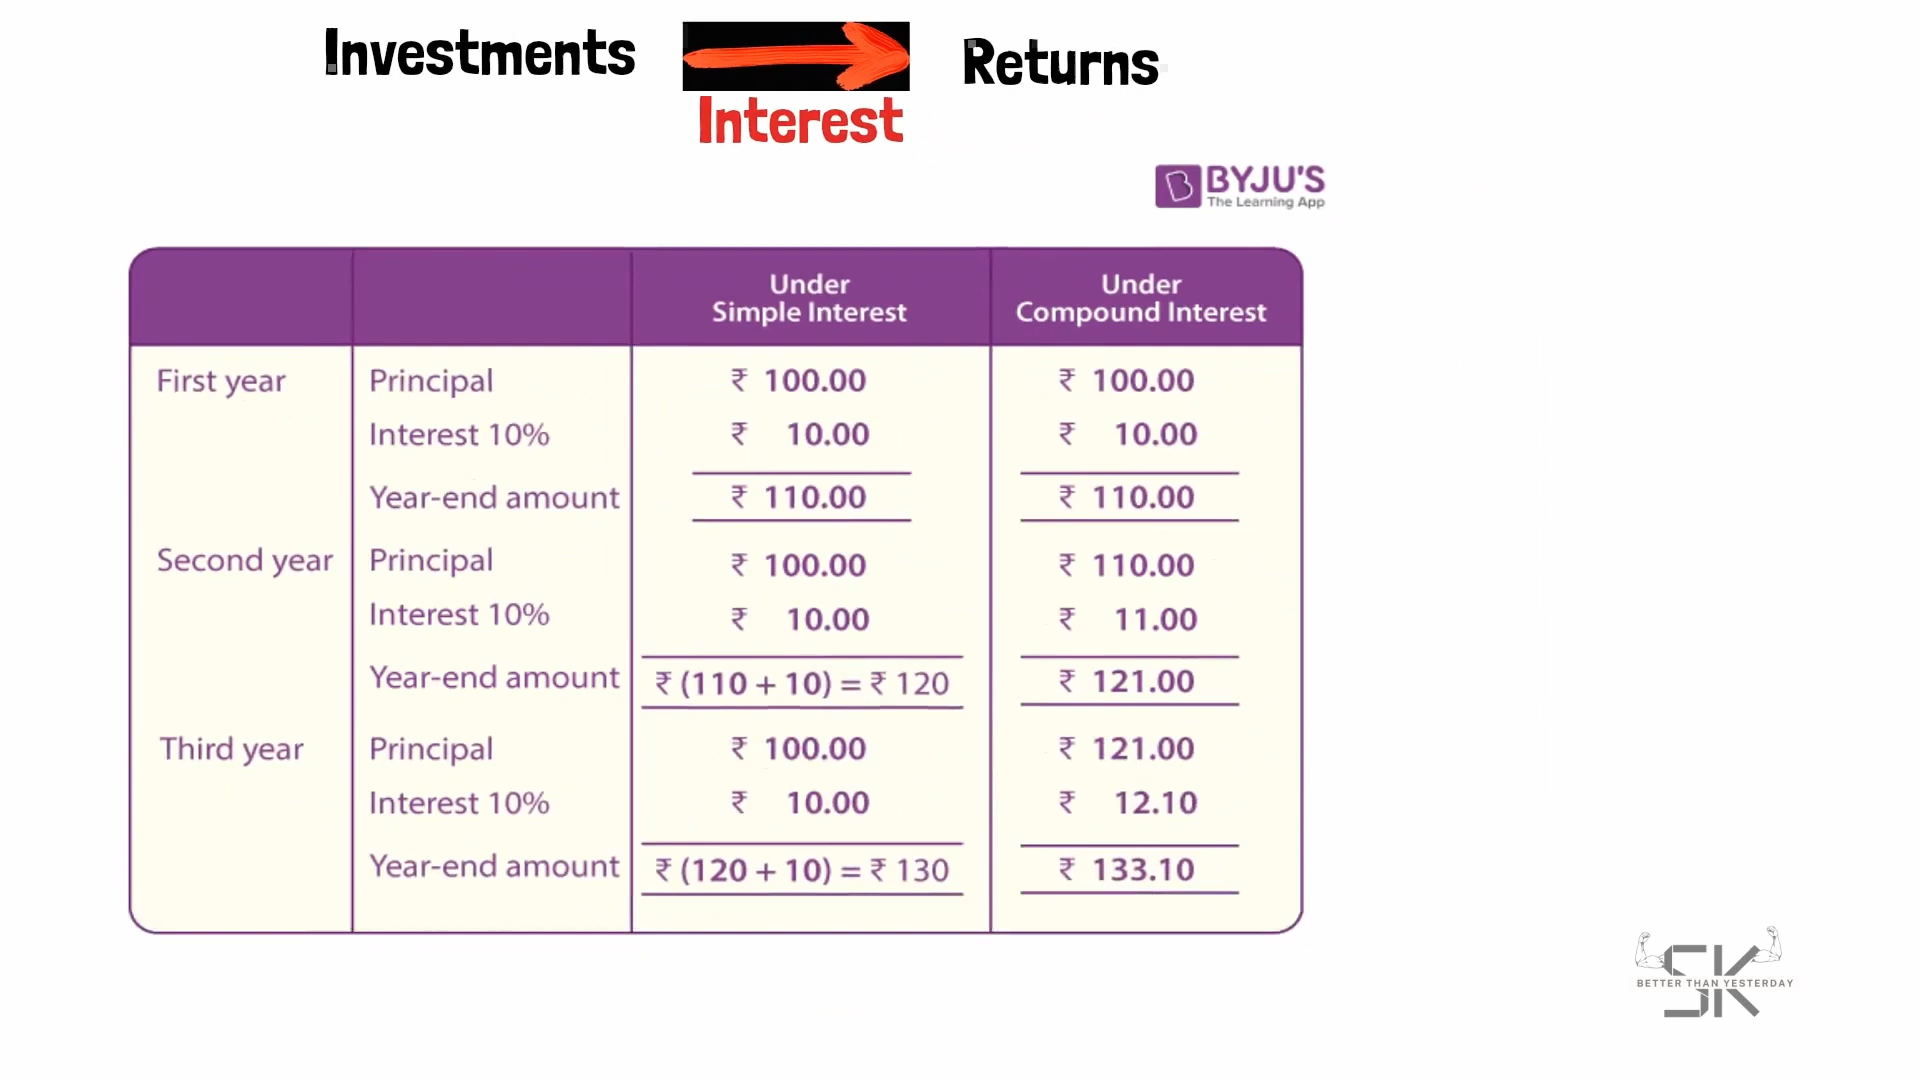 Investments
Returns
Interest
BYJU'S
The Learning App
Under
Simple Interest
Under
Compound Interest
First year Principal ₹ 100.00 ₹ 100.00
Interest 10% ₹ 10.00 ₹ 10.00
Year-end amount ₹ 110.00 ₹ 110.00
Second year Principal ₹ 100.00 ₹ 110.00
Interest 10% ₹ 10.00 ₹ 11.00
Year-end amount ₹ (110 + 10) = ₹ 120 ₹ 121.00
Third year Principal ₹ 100.00 ₹ 121.00
Interest 10% ₹ 10.00 ₹ 12.10
Year-end amount ₹ (120 + 10) = ₹ 130 ₹ 133.10
SK
BETTER THAN YESTERDAY